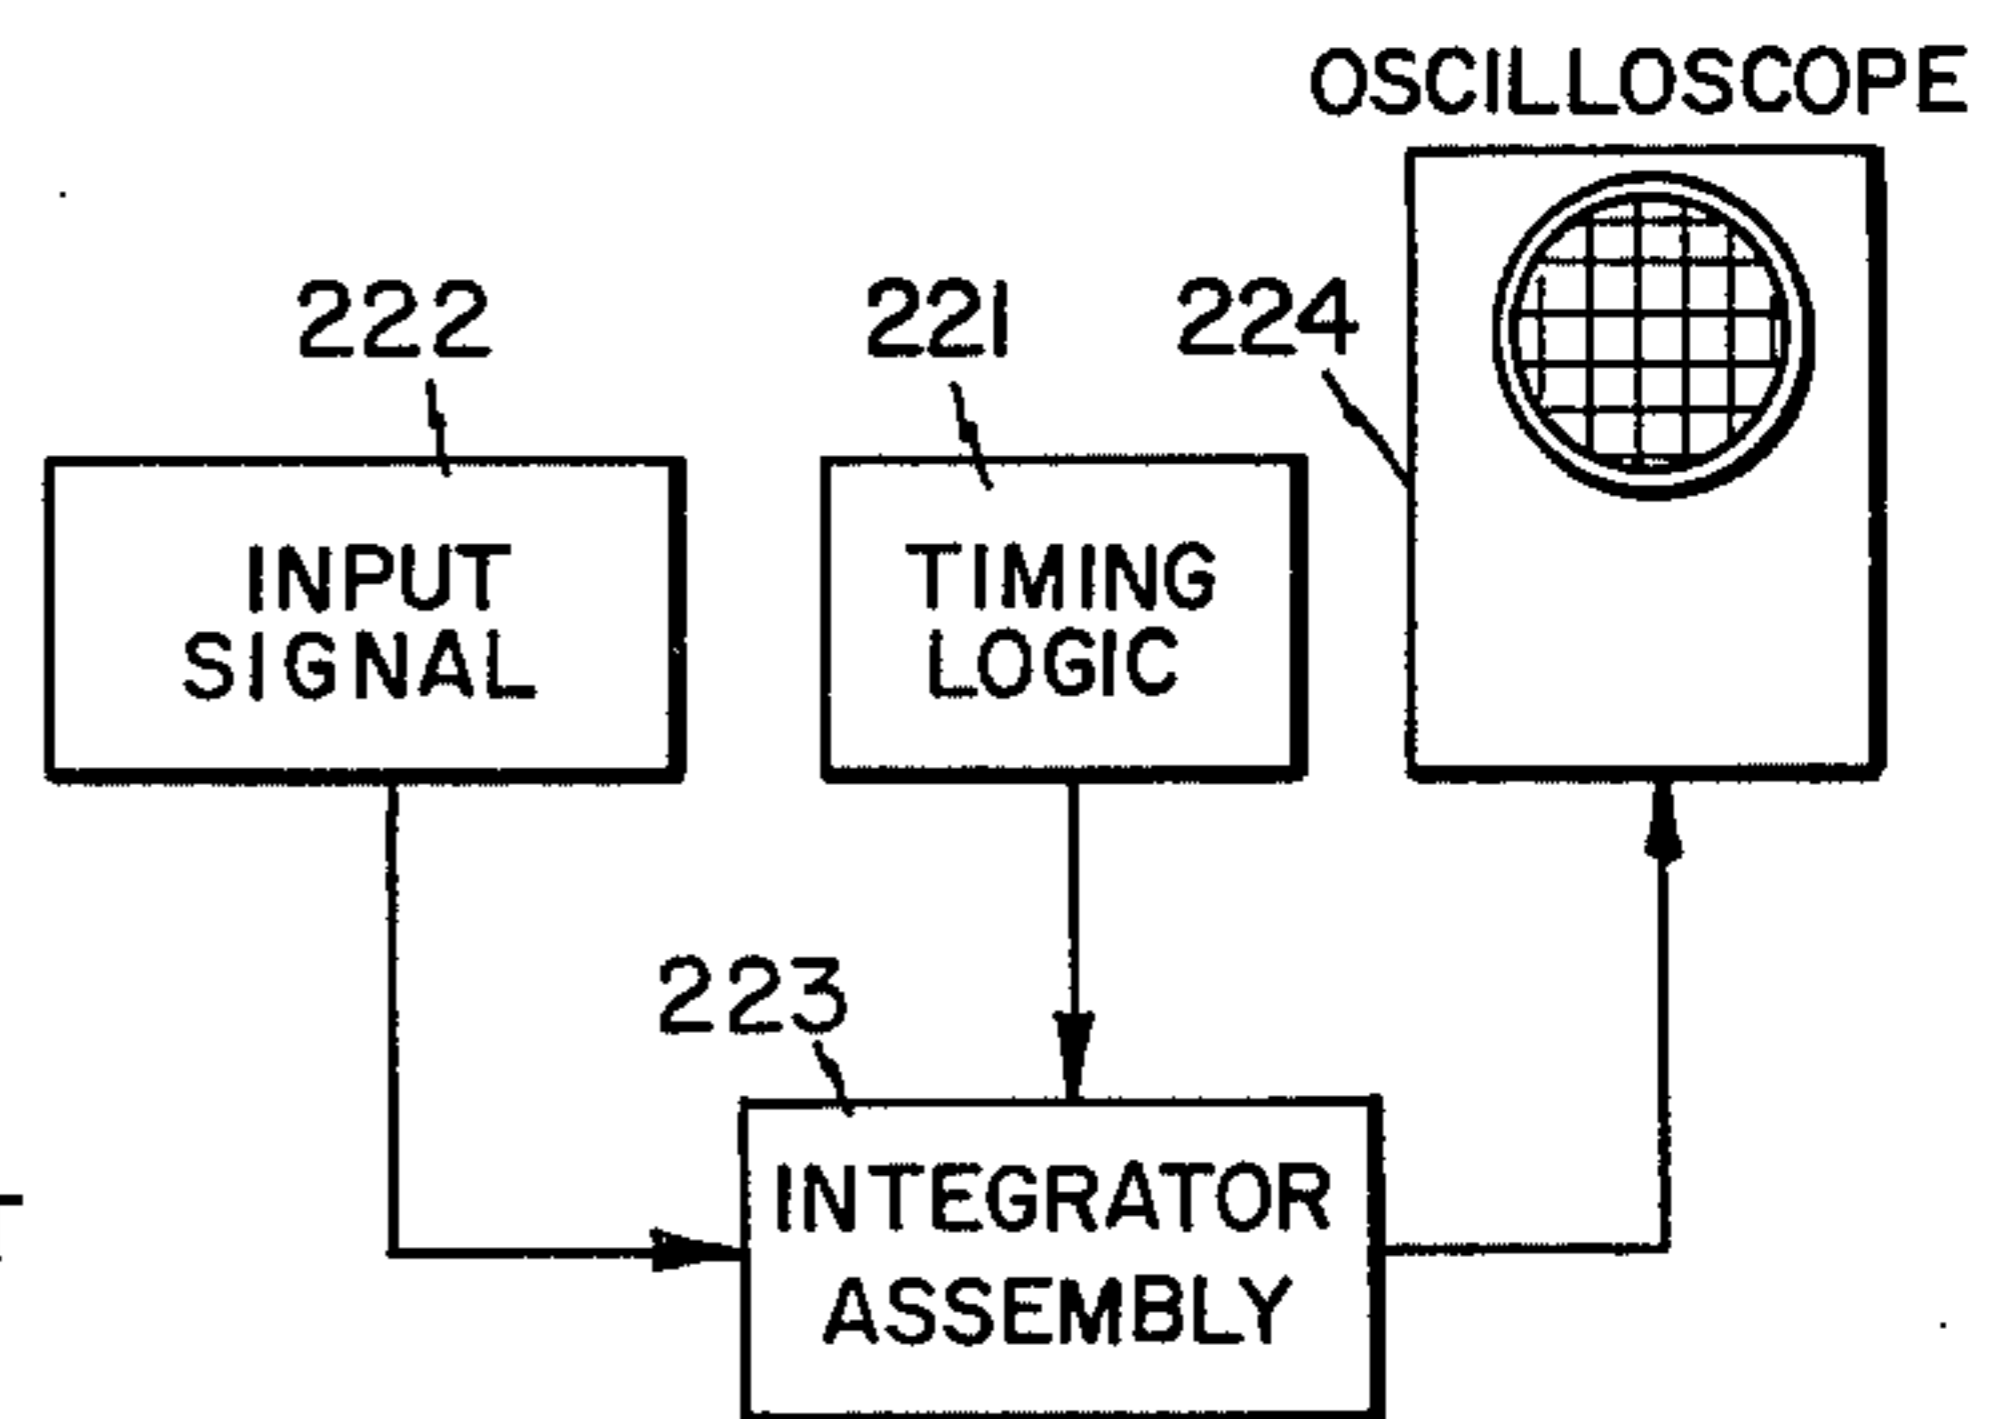 OSCILLOSCOPE
222
221
224
INPUT
SIGNAL
TIMING
LOGIC
223
INTEGRATOR
ASSEMBLY